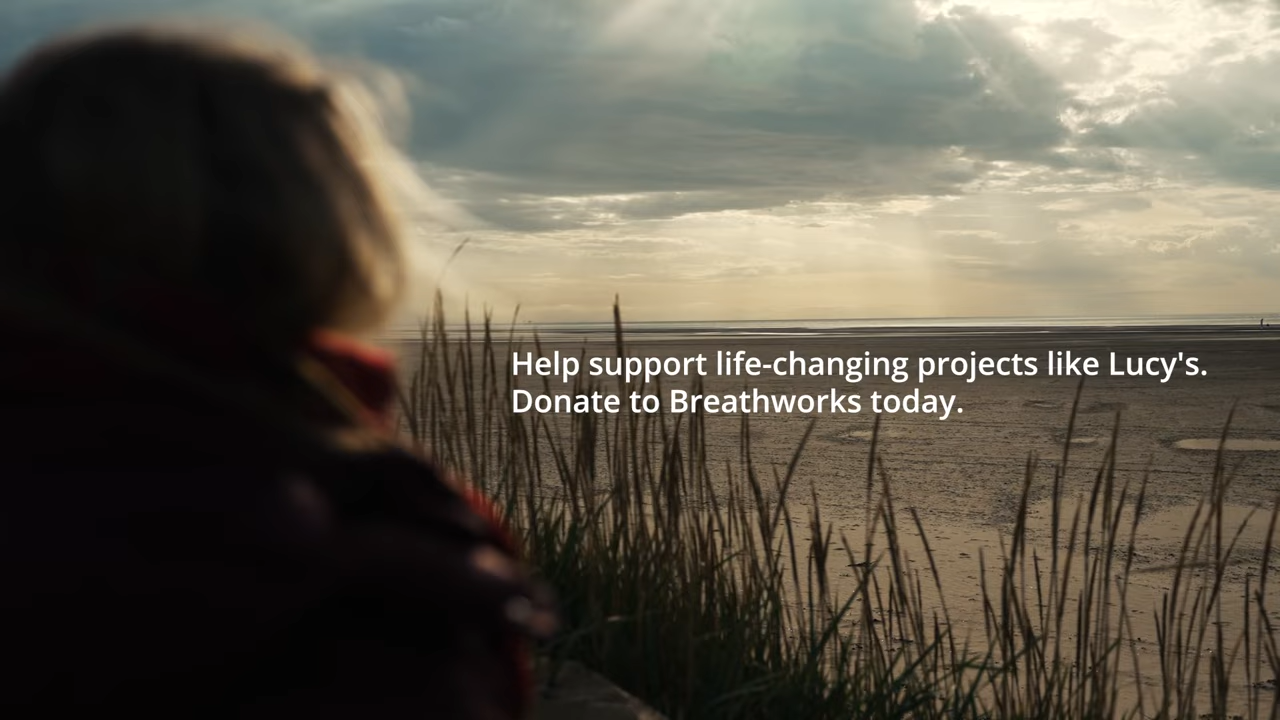 Help support life-changing projects like Lucy's.
Donate to Breathworks today.